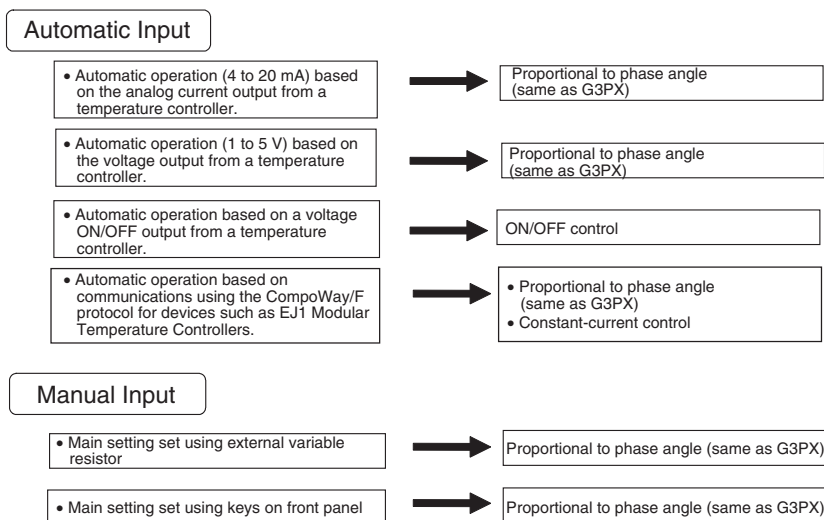 Automatic Input
• Automatic operation (4 to 20 mA) based
on the analog current output from a
temperature controller.
Proportional to phase angle
(same as G3PX)
• Automatic operation (1 to 5 V) based on
the voltage output from a temperature
controller.
Proportional to phase angle
(same as G3PX)
• Automatic operation based on a voltage
ON/OFF output from a temperature
controller.
ON/OFF control
• Automatic operation based on
communications using the CompoWay/F
protocol for devices such as EJ1 Modular
Temperature Controllers.
• Proportional to phase angle
(same as G3PX)
• Constant-current control
Manual Input
• Main setting set using external variable
resistor
Proportional to phase angle (same as G3PX)
• Main setting set using keys on front panel
Proportional to phase angle (same as G3PX)